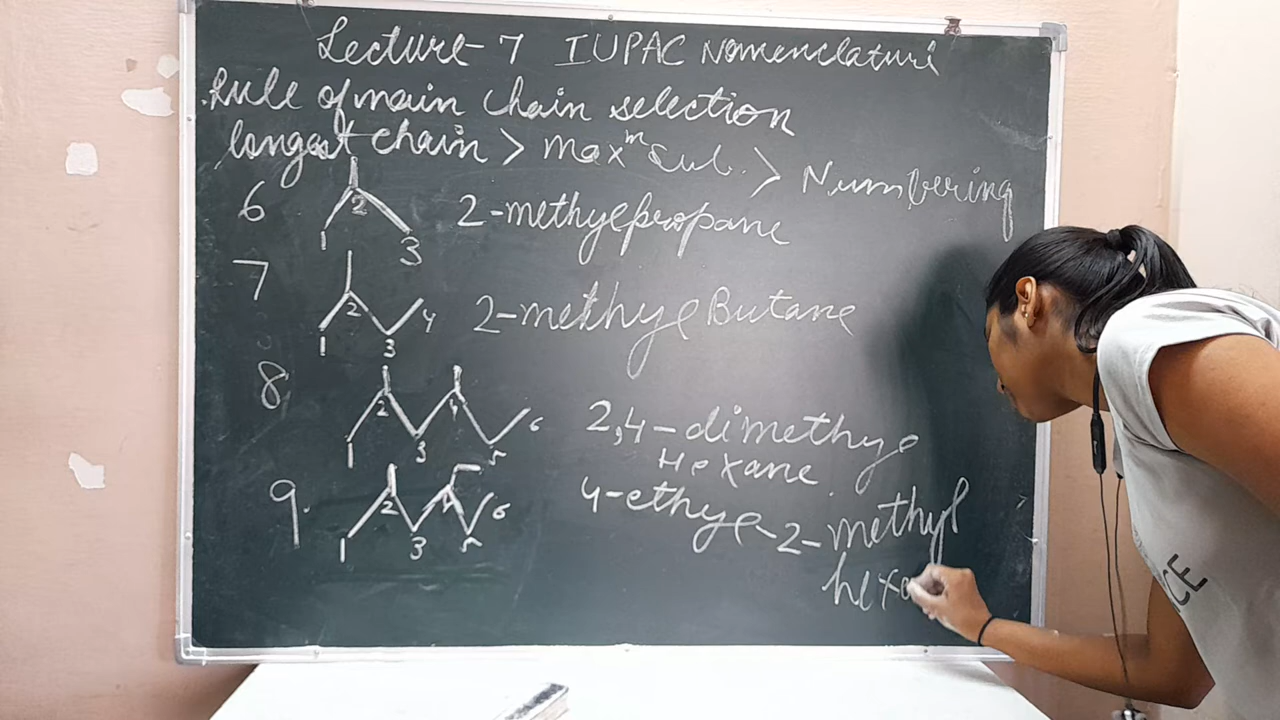 Lecture-7 IUPAC Nomenclature
Rule of main chain selection
longest chain > max^m sub. > Numbering
6 1 2 3 2-methylpropane
7 1 2 3 4 2-methyl Butane
8 1 2 3 4 5 6 2,4-dimethyl
Hexane
9. 1 2 3 4 5 6 4-ethyl-2-methyl
hexa
CE